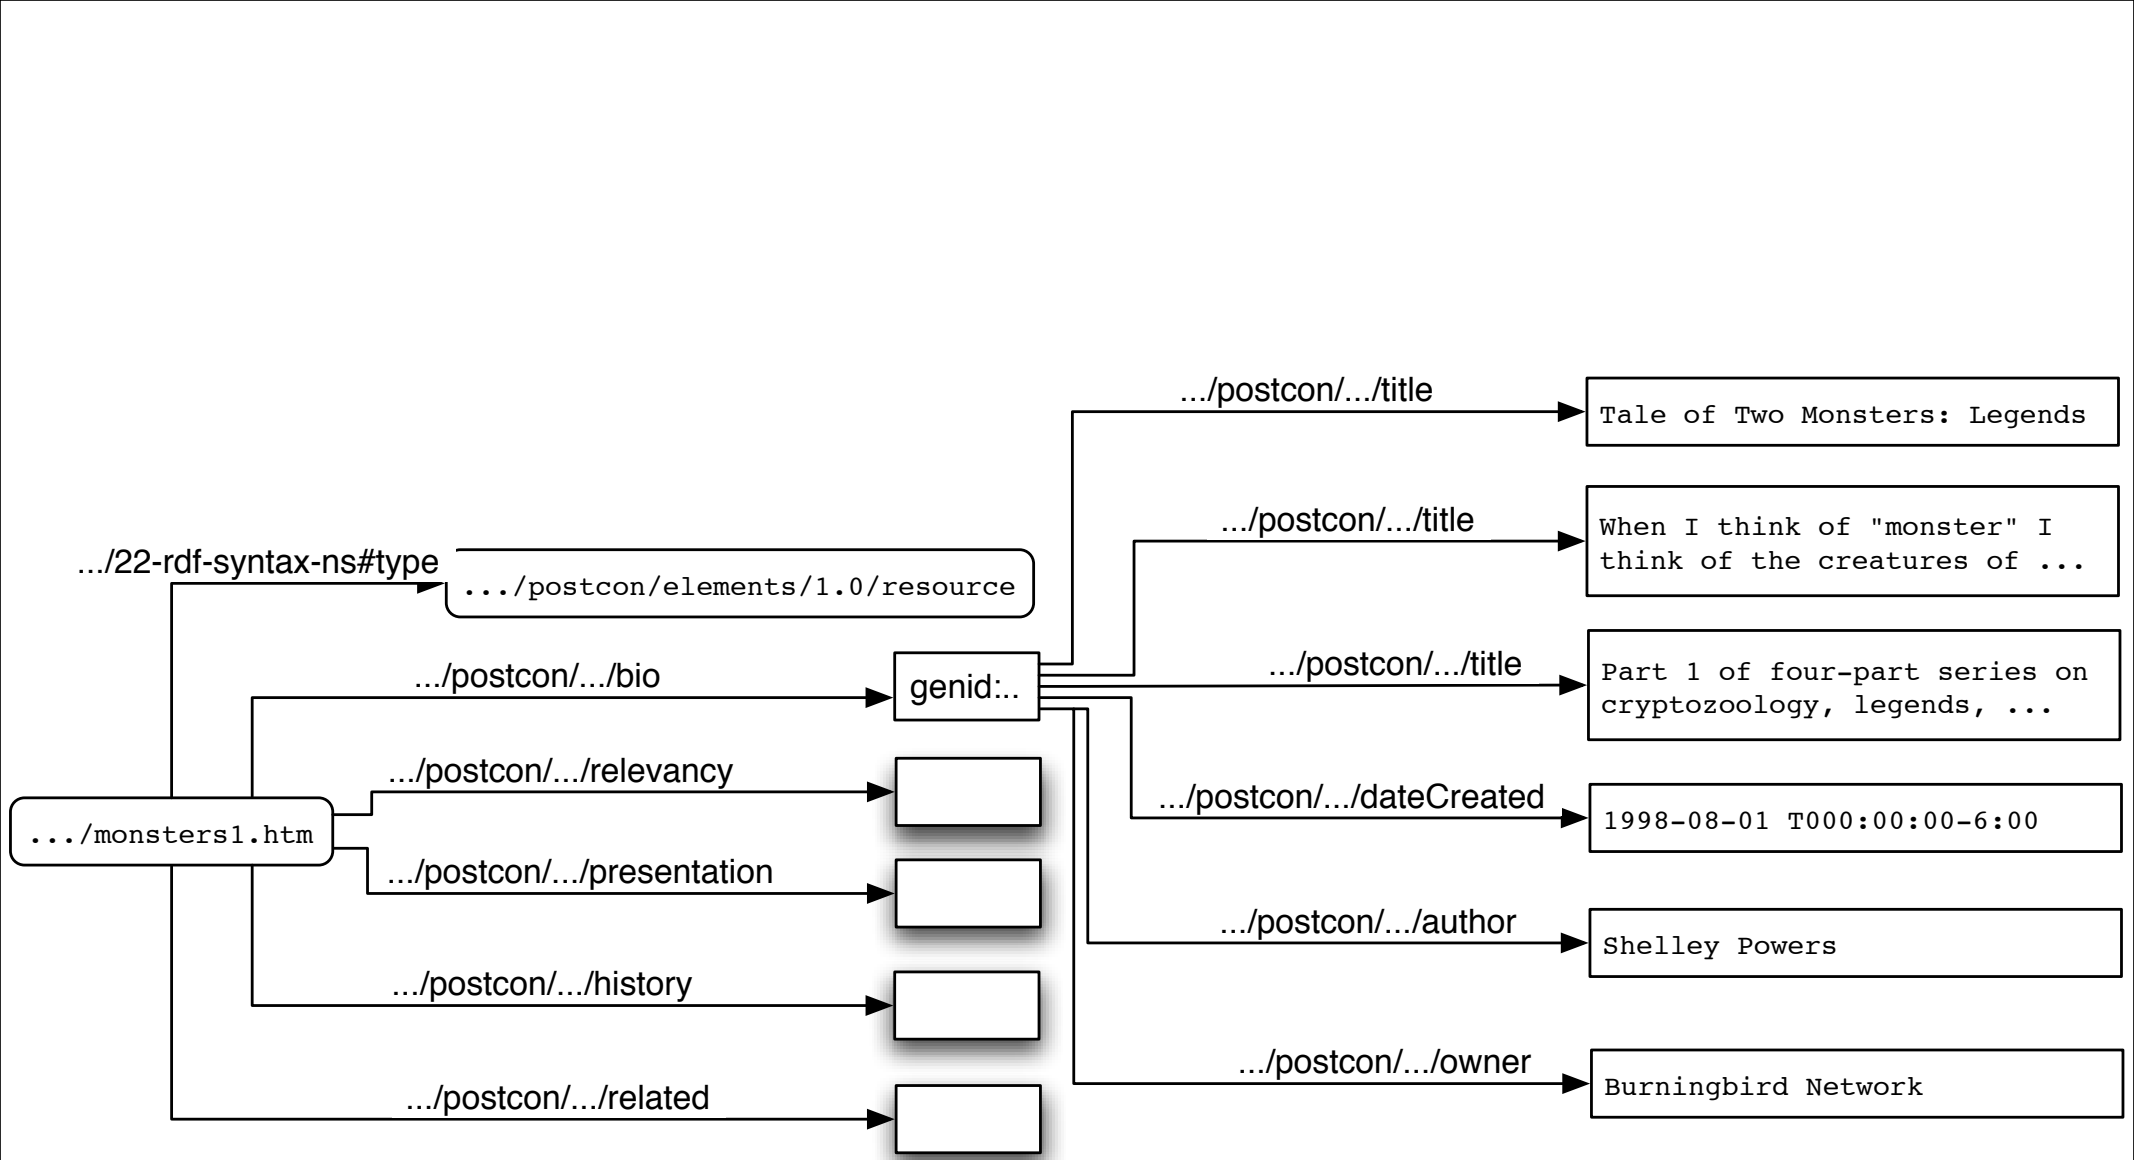 .../postcon/.../title
Tale of Two Monsters: Legends
.../postcon/.../title
When I think of "monster" I
think of the creatures of ...
.../22-rdf-syntax-ns#type
.../postcon/elements/1.0/resource
.../postcon/.../bio
genid:..
.../postcon/.../title
Part 1 of four-part series on
cryptozoology, legends, ...
.../postcon/.../relevancy
.../postcon/.../dateCreated
1998-08-01 T000:00:00-6:00
.../monsters1.htm
.../postcon/.../presentation
.../postcon/.../author
Shelley Powers
.../postcon/.../history
.../postcon/.../owner
Burningbird Network
.../postcon/.../related